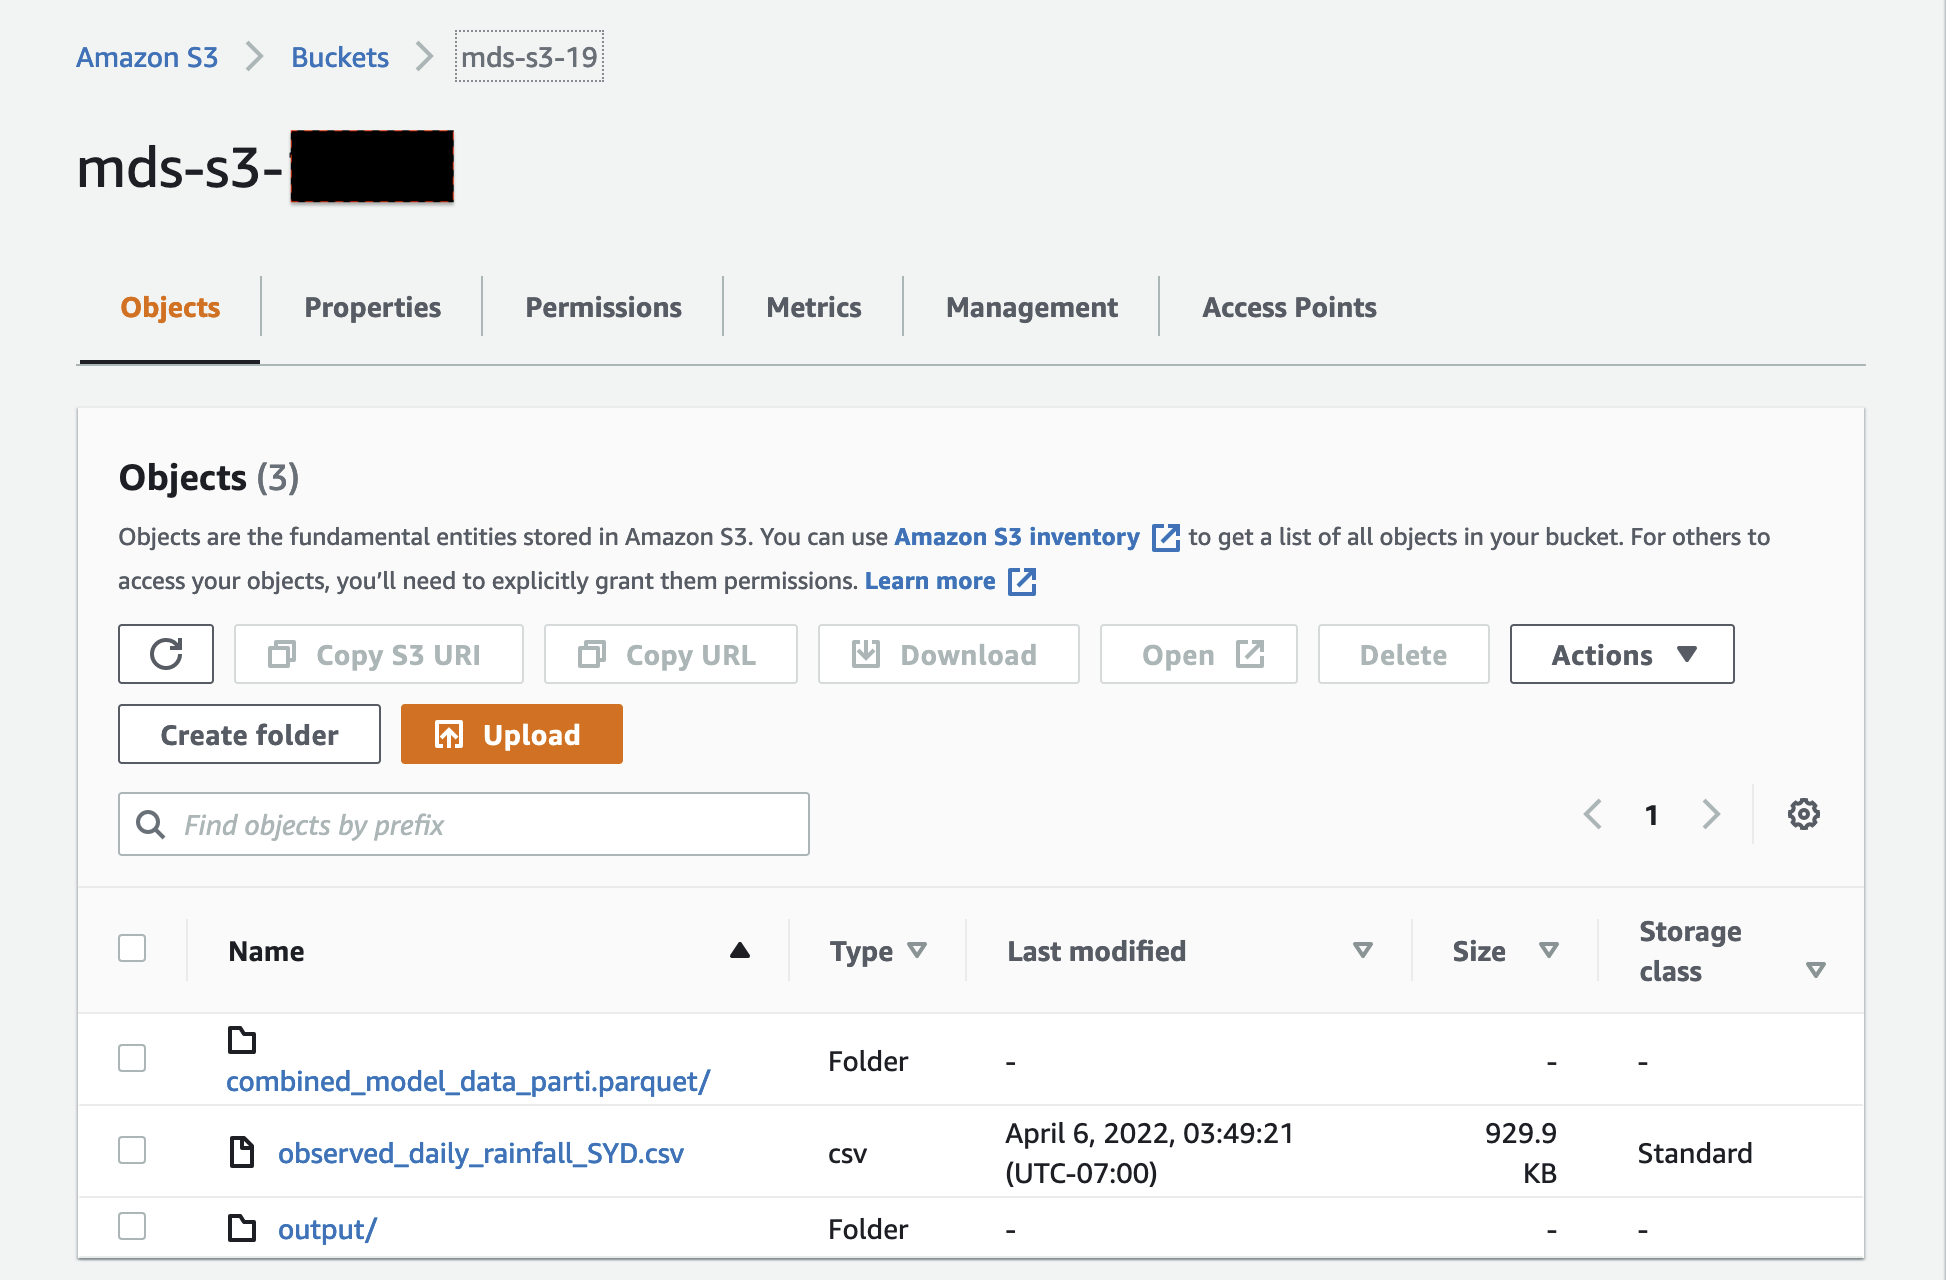 Amazon S3 > Buckets > mds-s3-19
mds-s3-
Objects Properties Permissions Metrics Management Access Points
Objects (3)
Objects are the fundamental entities stored in Amazon S3. You can use Amazon S3 inventory to get a list of all objects in your bucket. For others to
access your objects, you'll need to explicitly grant them permissions. Learn more
Copy S3 URI Copy URL Download Open Delete Actions
Create folder Upload
Find objects by prefix 1
Name Type Last modified Size Storage
class
combined_model_data_parti.parquet/ Folder - - -
observed_daily_rainfall_SYD.csv csv April 6, 2022, 03:49:21 929.9 Standard
(UTC-07:00) KB
output/ Folder - - -